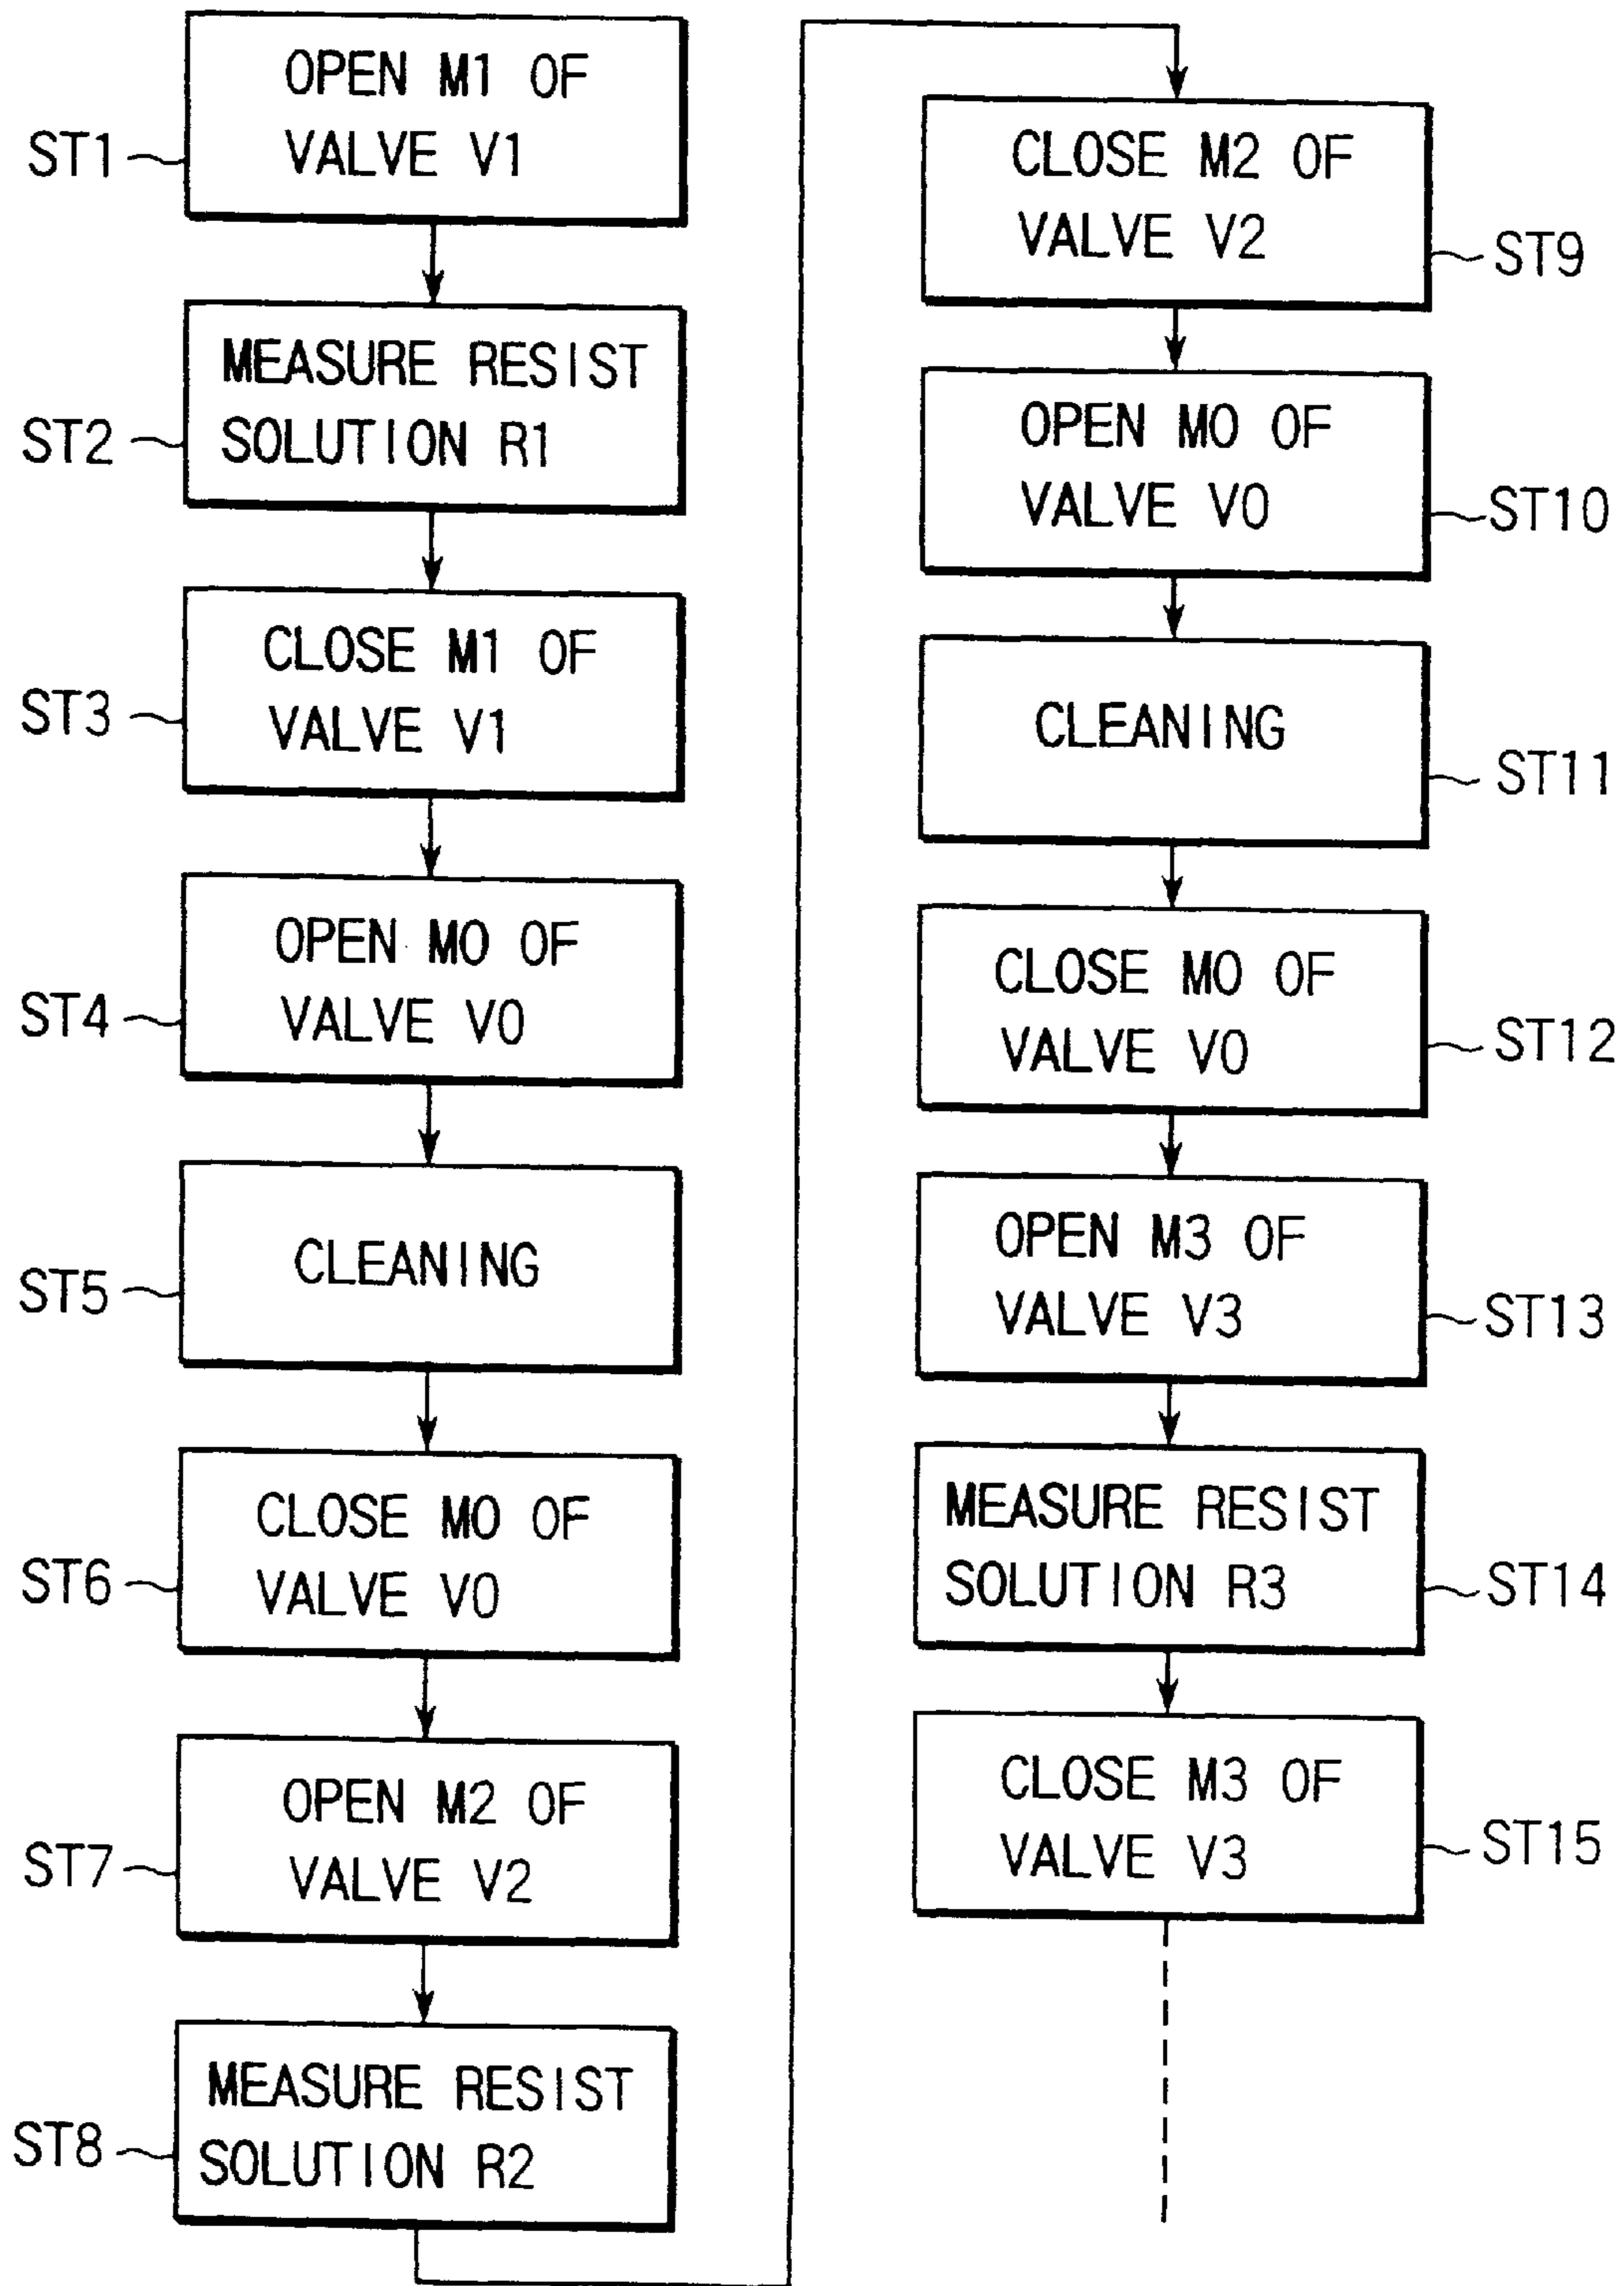 OPEN M1 OF
VALVE V1
ST1
MEASURE RESIST
SOLUTION R1
ST2
CLOSE M1 OF
VALVE V1
ST3
OPEN M0 OF
VALVE V0
ST4
CLEANING
ST5
CLOSE M0 OF
VALVE V0
ST6
OPEN M2 OF
VALVE V2
ST7
MEASURE RESIST
SOLUTION R2
ST8
CLOSE M2 OF
VALVE V2
ST9
OPEN M0 OF
VALVE V0
ST10
CLEANING
ST11
CLOSE M0 OF
VALVE V0
ST12
OPEN M3 OF
VALVE V3
ST13
MEASURE RESIST
SOLUTION R3
ST14
CLOSE M3 OF
VALVE V3
ST15